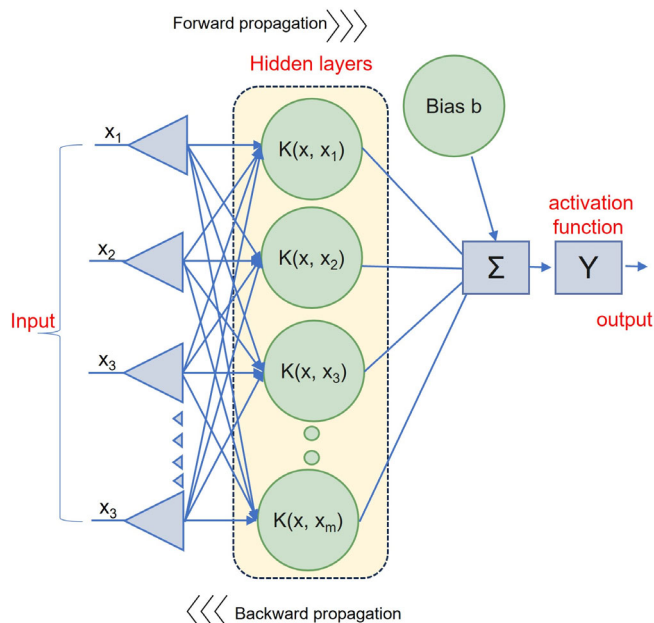 Forward propagation
Hidden layers
x₁
K(x, x₁)
Bias b
x₂
K(x, x₂)
activation
function
Σ
Y
Input
output
x₃
K(x, x₃)
x₃
K(x, xₘ)
Backward propagation